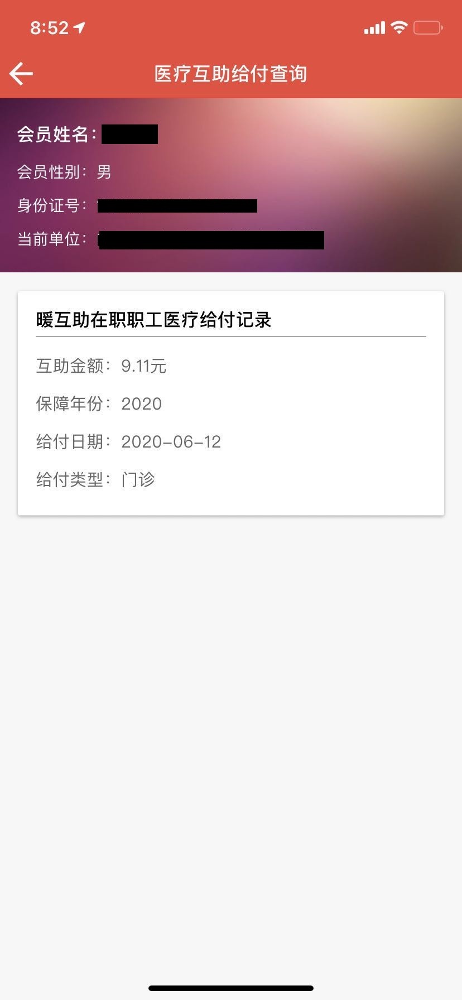 8:52
医疗互助给付查询
会员姓名：
会员性别：男
身份证号：
当前单位：
暖互助在职职工医疗给付记录
互助金额：9.11元
保障年份：2020
给付日期：2020-06-12
给付类型：门诊